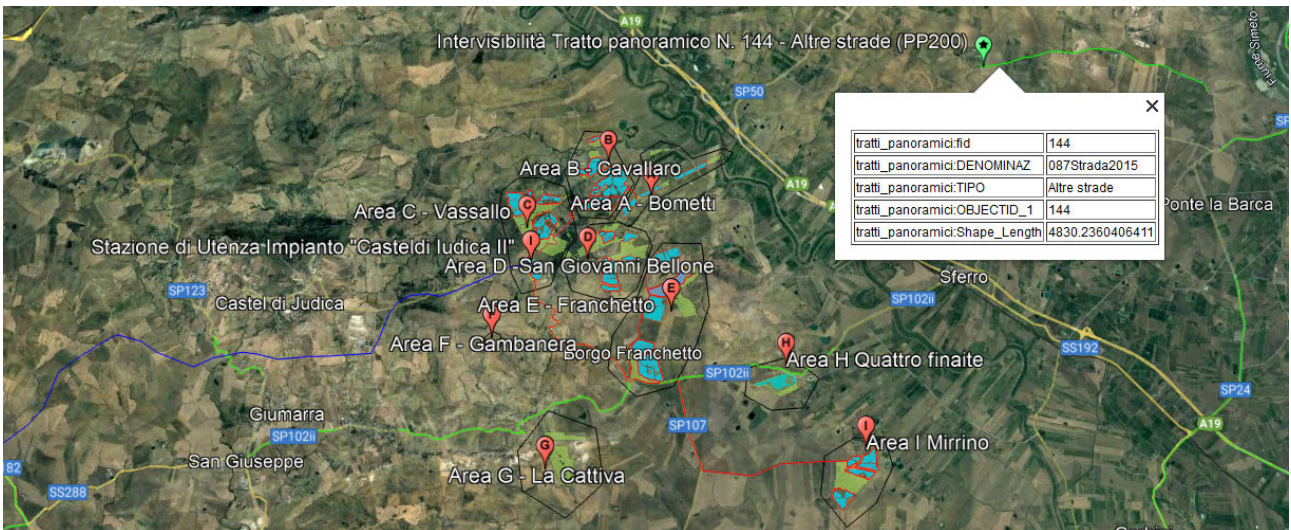 A19
Intervisibilità Tratto panoramico N. 144 - Altre strade (PP200)
Fiume Simeto
SP50
tratti_panoramici:fid 144
tratti_panoramici:DENOMINAZ 087Strada2015
tratti_panoramici:TIPO Altre strade
tratti_panoramici:OBJECTID_1 144
tratti_panoramici:Shape_Length 4830.2360406411
B
Area B - Cavallaro
A19
C
Area C - Vassallo
Area A - Bometti
Ponte la Barca
I
D
Stazione di Utenza Impianto "Casteldi Iudica II"
Area D -San Giovanni Bellone
Sferro
SP123
Castel di Judica
E
Area E - Franchetto
SP102ii
F
Area F - Gambanera
Borgo Franchetto
H
Area H Quattro finaite
SS192
SP102ii
SP24
Giumarra
SP102ii
SP107
A19
I
Area I Mirrino
G
San Giuseppe
82
Area G - La Cattiva
SS288